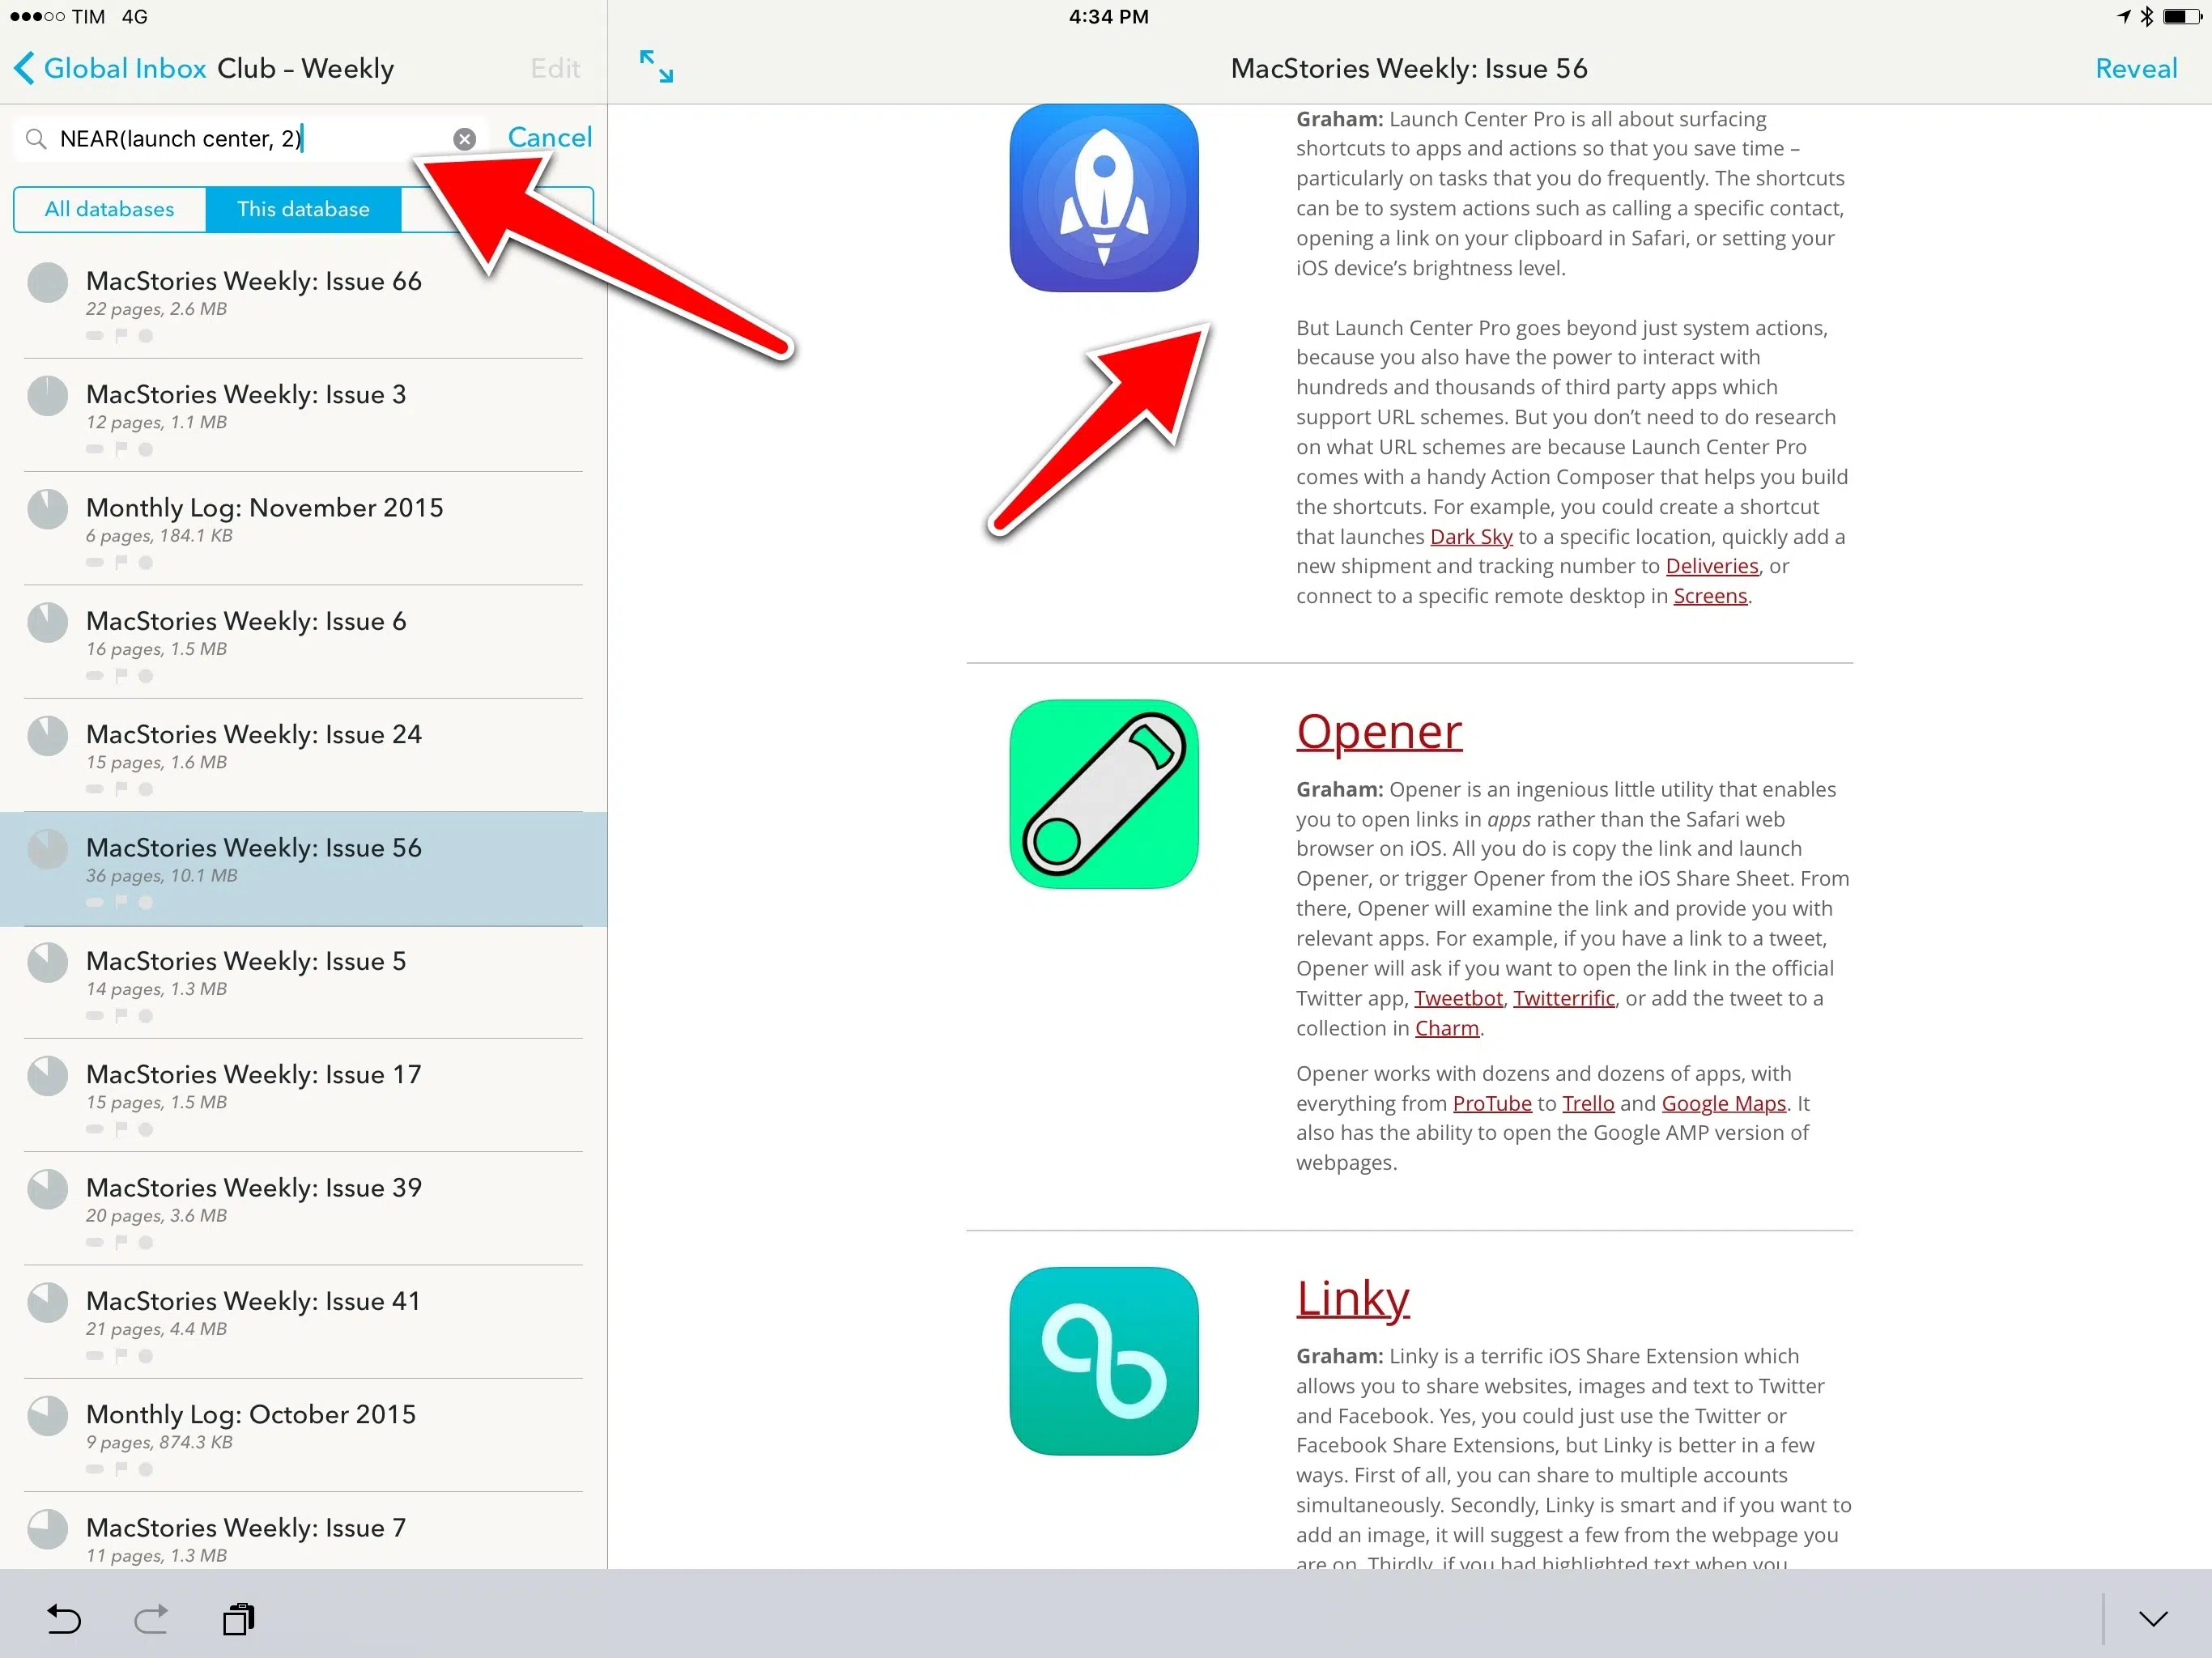 TIM 4G
4:34 PM
Global Inbox Club – Weekly Edit
NEAR(launch center, 2)
Cancel
All databases This database
MacStories Weekly: Issue 66
22 pages, 2.6 MB
MacStories Weekly: Issue 3
12 pages, 1.1 MB
Monthly Log: November 2015
6 pages, 184.1 KB
MacStories Weekly: Issue 6
16 pages, 1.5 MB
MacStories Weekly: Issue 24
15 pages, 1.6 MB
MacStories Weekly: Issue 56
36 pages, 10.1 MB
MacStories Weekly: Issue 5
14 pages, 1.3 MB
MacStories Weekly: Issue 17
15 pages, 1.5 MB
MacStories Weekly: Issue 39
20 pages, 3.6 MB
MacStories Weekly: Issue 41
21 pages, 4.4 MB
Monthly Log: October 2015
9 pages, 874.3 KB
MacStories Weekly: Issue 7
11 pages, 1.3 MB
MacStories Weekly: Issue 56
Reveal
Graham: Launch Center Pro is all about surfacing
shortcuts to apps and actions so that you save time –
particularly on tasks that you do frequently. The shortcuts
can be to system actions such as calling a specific contact,
opening a link on your clipboard in Safari, or setting your
iOS device’s brightness level.
But Launch Center Pro goes beyond just system actions,
because you also have the power to interact with
hundreds and thousands of third party apps which
support URL schemes. But you don’t need to do research
on what URL schemes are because Launch Center Pro
comes with a handy Action Composer that helps you build
the shortcuts. For example, you could create a shortcut
that launches Dark Sky to a specific location, quickly add a
new shipment and tracking number to Deliveries, or
connect to a specific remote desktop in Screens.
Opener
Graham: Opener is an ingenious little utility that enables
you to open links in apps rather than the Safari web
browser on iOS. All you do is copy the link and launch
Opener, or trigger Opener from the iOS Share Sheet. From
there, Opener will examine the link and provide you with
relevant apps. For example, if you have a link to a tweet,
Opener will ask if you want to open the link in the official
Twitter app, Tweetbot, Twitterrific, or add the tweet to a
collection in Charm.
Opener works with dozens and dozens of apps, with
everything from ProTube to Trello and Google Maps. It
also has the ability to open the Google AMP version of
webpages.
Linky
Graham: Linky is a terrific iOS Share Extension which
allows you to share websites, images and text to Twitter
and Facebook. Yes, you could just use the Twitter or
Facebook Share Extensions, but Linky is better in a few
ways. First of all, you can share to multiple accounts
simultaneously. Secondly, Linky is smart and if you want to
add an image, it will suggest a few from the webpage you
are on. Thirdly, if you had highlighted text when you